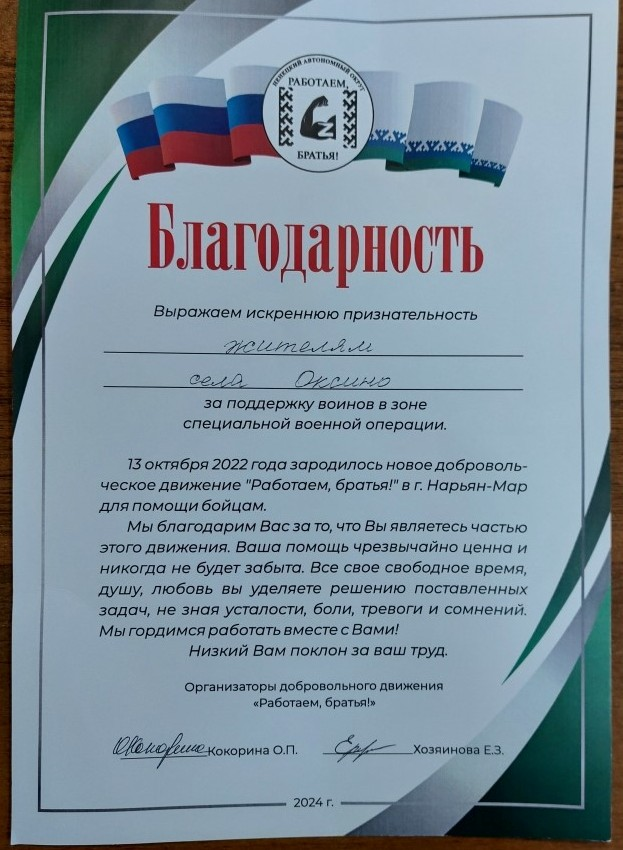 НЕНЕЦКИЙ АВТОНОМНЫЙ ОКРУГ
РАБОТАЕМ,
Z
БРАТЬЯ!
Благодарность
Выражаем искреннюю признательность
жителям
села Оксино
за поддержку воинов в зоне
специальной военной операции.
13 октября 2022 года зародилось новое доброволь-
ческое движение "Работаем, братья!" в г. Нарьян-Мар
для помощи бойцам.
Мы благодарим Вас за то, что Вы являетесь частью
этого движения. Ваша помощь чрезвычайно ценна и
никогда не будет забыта. Все свое свободное время,
душу, любовь вы уделяете решению поставленных
задач, не зная усталости, боли, тревоги и сомнений.
Мы гордимся работать вместе с Вами!
Низкий Вам поклон за ваш труд.
Организаторы добровольного движения
«Работаем, братья!»
Кокорина О.П. Хозяинова Е.З.
2024 г.